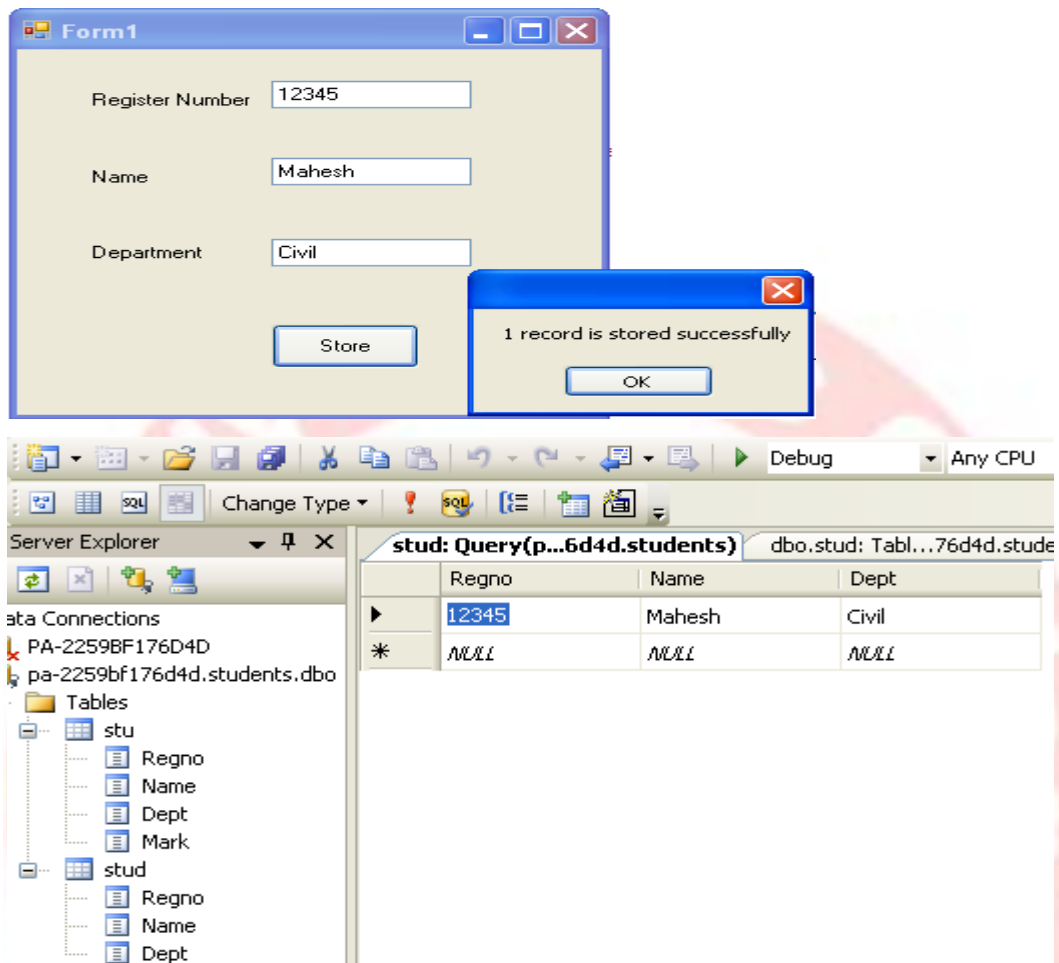 Form1
Register Number 12345
Name Mahesh
Department Civil
Store
1 record is stored successfully
OK
Debug Any CPU
SQL Change Type SQL
Server Explorer
stud: Query(p...6d4d.students) dbo.stud: Tabl...76d4d.stude
Regno Name Dept
12345 Mahesh Civil
NULL NULL NULL
ata Connections
PA-2259BF176D4D
pa-2259bf176d4d.students.dbo
Tables
stu
Regno
Name
Dept
Mark
stud
Regno
Name
Dept